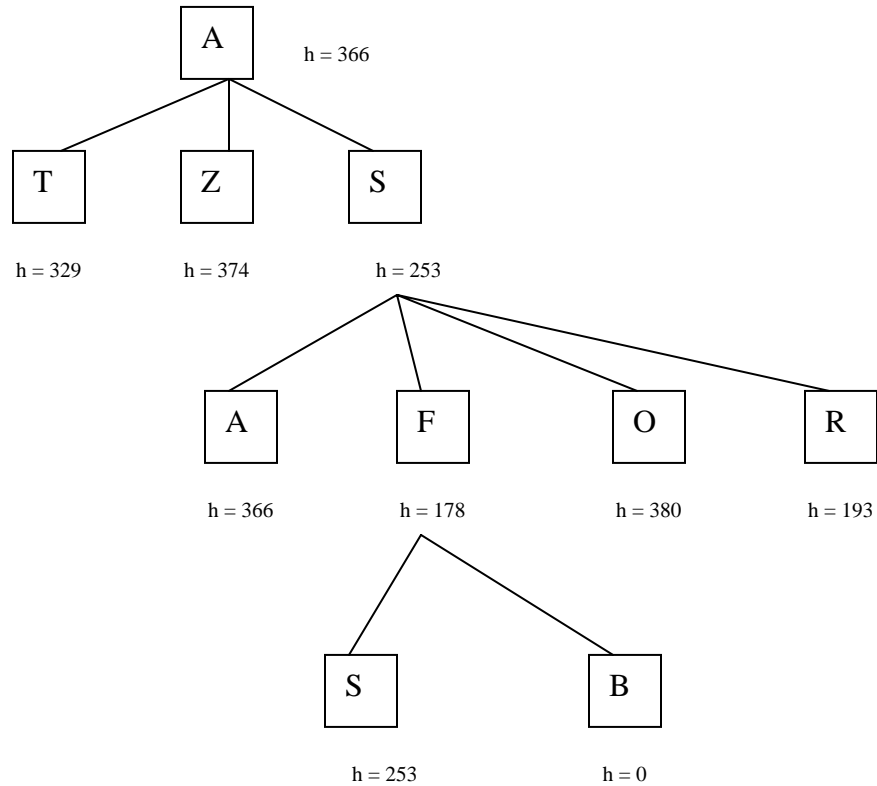 A
h = 366
T Z S
h = 329 h = 374 h = 253
A F O R
h = 366 h = 178 h = 380 h = 193
S B
h = 253 h = 0